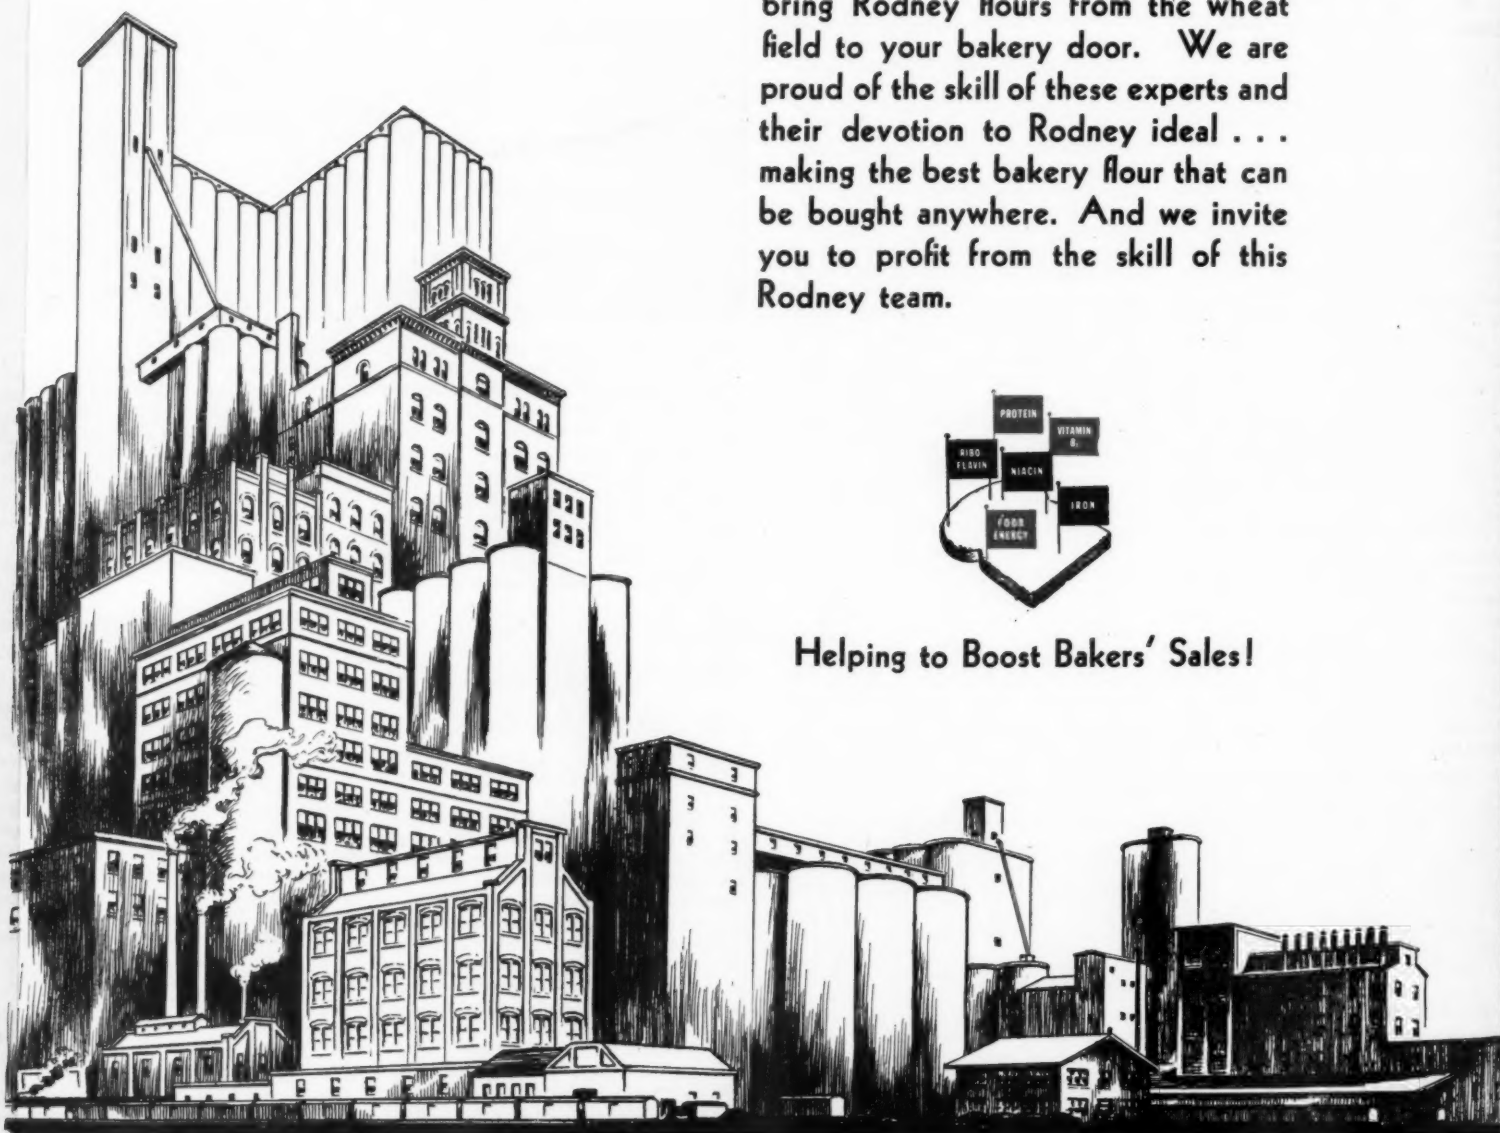 bring Rodney flours from the wheat
field to your bakery door. We are
proud of the skill of these experts and
their devotion to Rodney ideal . . .
making the best bakery flour that can
be bought anywhere. And we invite
you to profit from the skill of this
Rodney team.
PROTEIN
VITAMIN
B₁
RIBO
FLAVIN
NIACIN
IRON
FOOD
ENERGY
Helping to Boost Bakers' Sales!